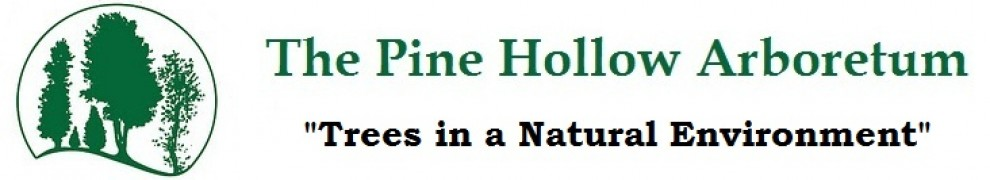 The Pine Hollow Arboretum
"Trees in a Natural Environment"